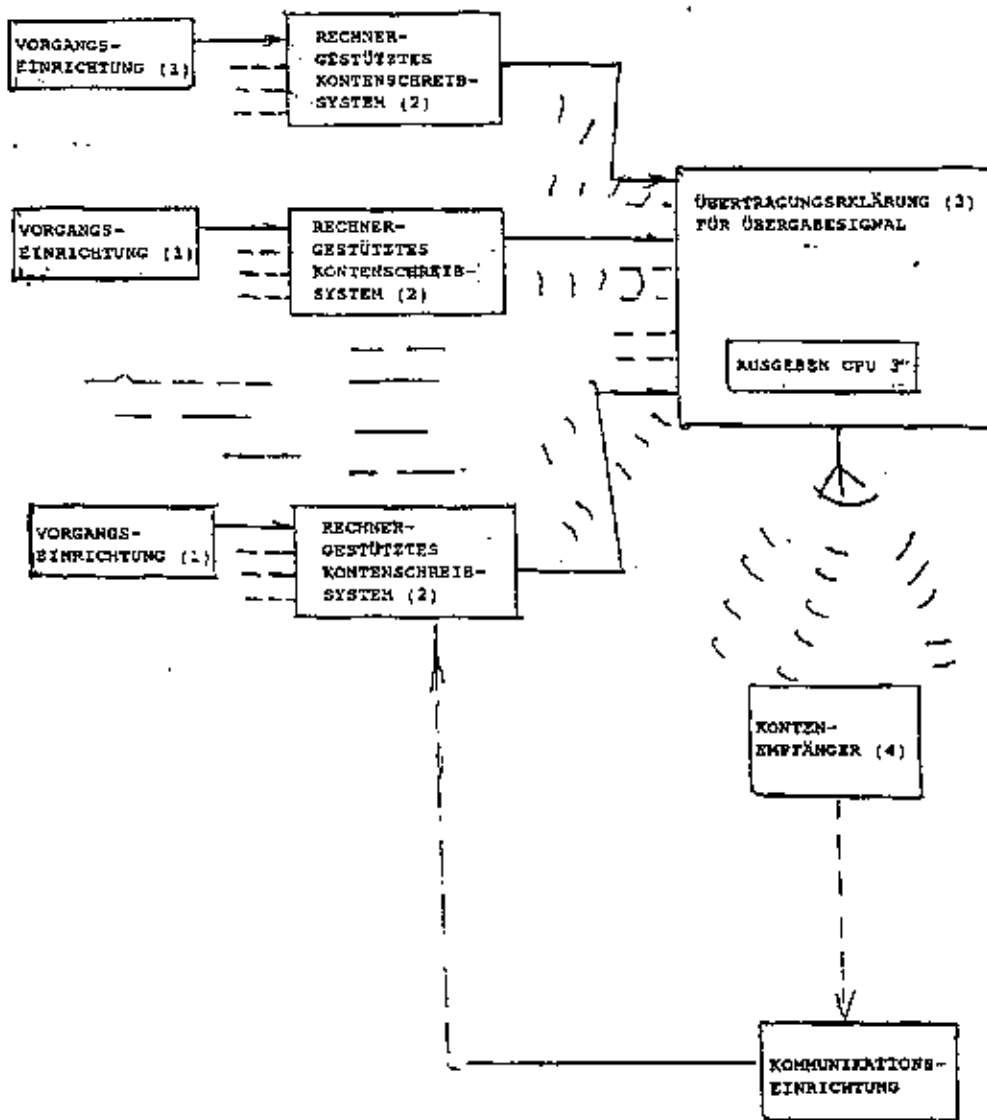 VORGANGS-
EINRICHTUNG (1)
RECHNER-
GESTÜTZTES
KONTENSCHREIB-
SYSTEM (2)
VORGANGS-
EINRICHTUNG (1)
RECHNER-
GESTÜTZTES
KONTENSCHREIB-
SYSTEM (2)
ÜBERTRAGUNGSERKLÄRUNG (3)
FÜR ÜBERGABESIGNAL
AUSGEBEN CPU 3"
VORGANGS-
EINRICHTUNG (1)
RECHNER-
GESTÜTZTES
KONTENSCHREIB-
SYSTEM (2)
KONTEN-
EMPFÄNGER (4)
KOMMUNIKATIONS-
EINRICHTUNG